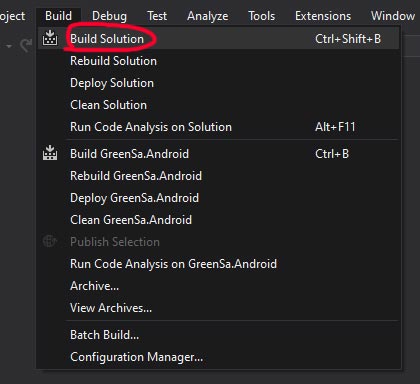 oject Build Debug Test Analyze Tools Extensions Window
Build Solution Ctrl+Shift+B
Rebuild Solution
Deploy Solution
Clean Solution
Run Code Analysis on Solution Alt+F11
Build GreenSa.Android Ctrl+B
Rebuild GreenSa.Android
Deploy GreenSa.Android
Clean GreenSa.Android
Publish Selection
Run Code Analysis on GreenSa.Android
Archive...
View Archives...
Batch Build...
Configuration Manager...